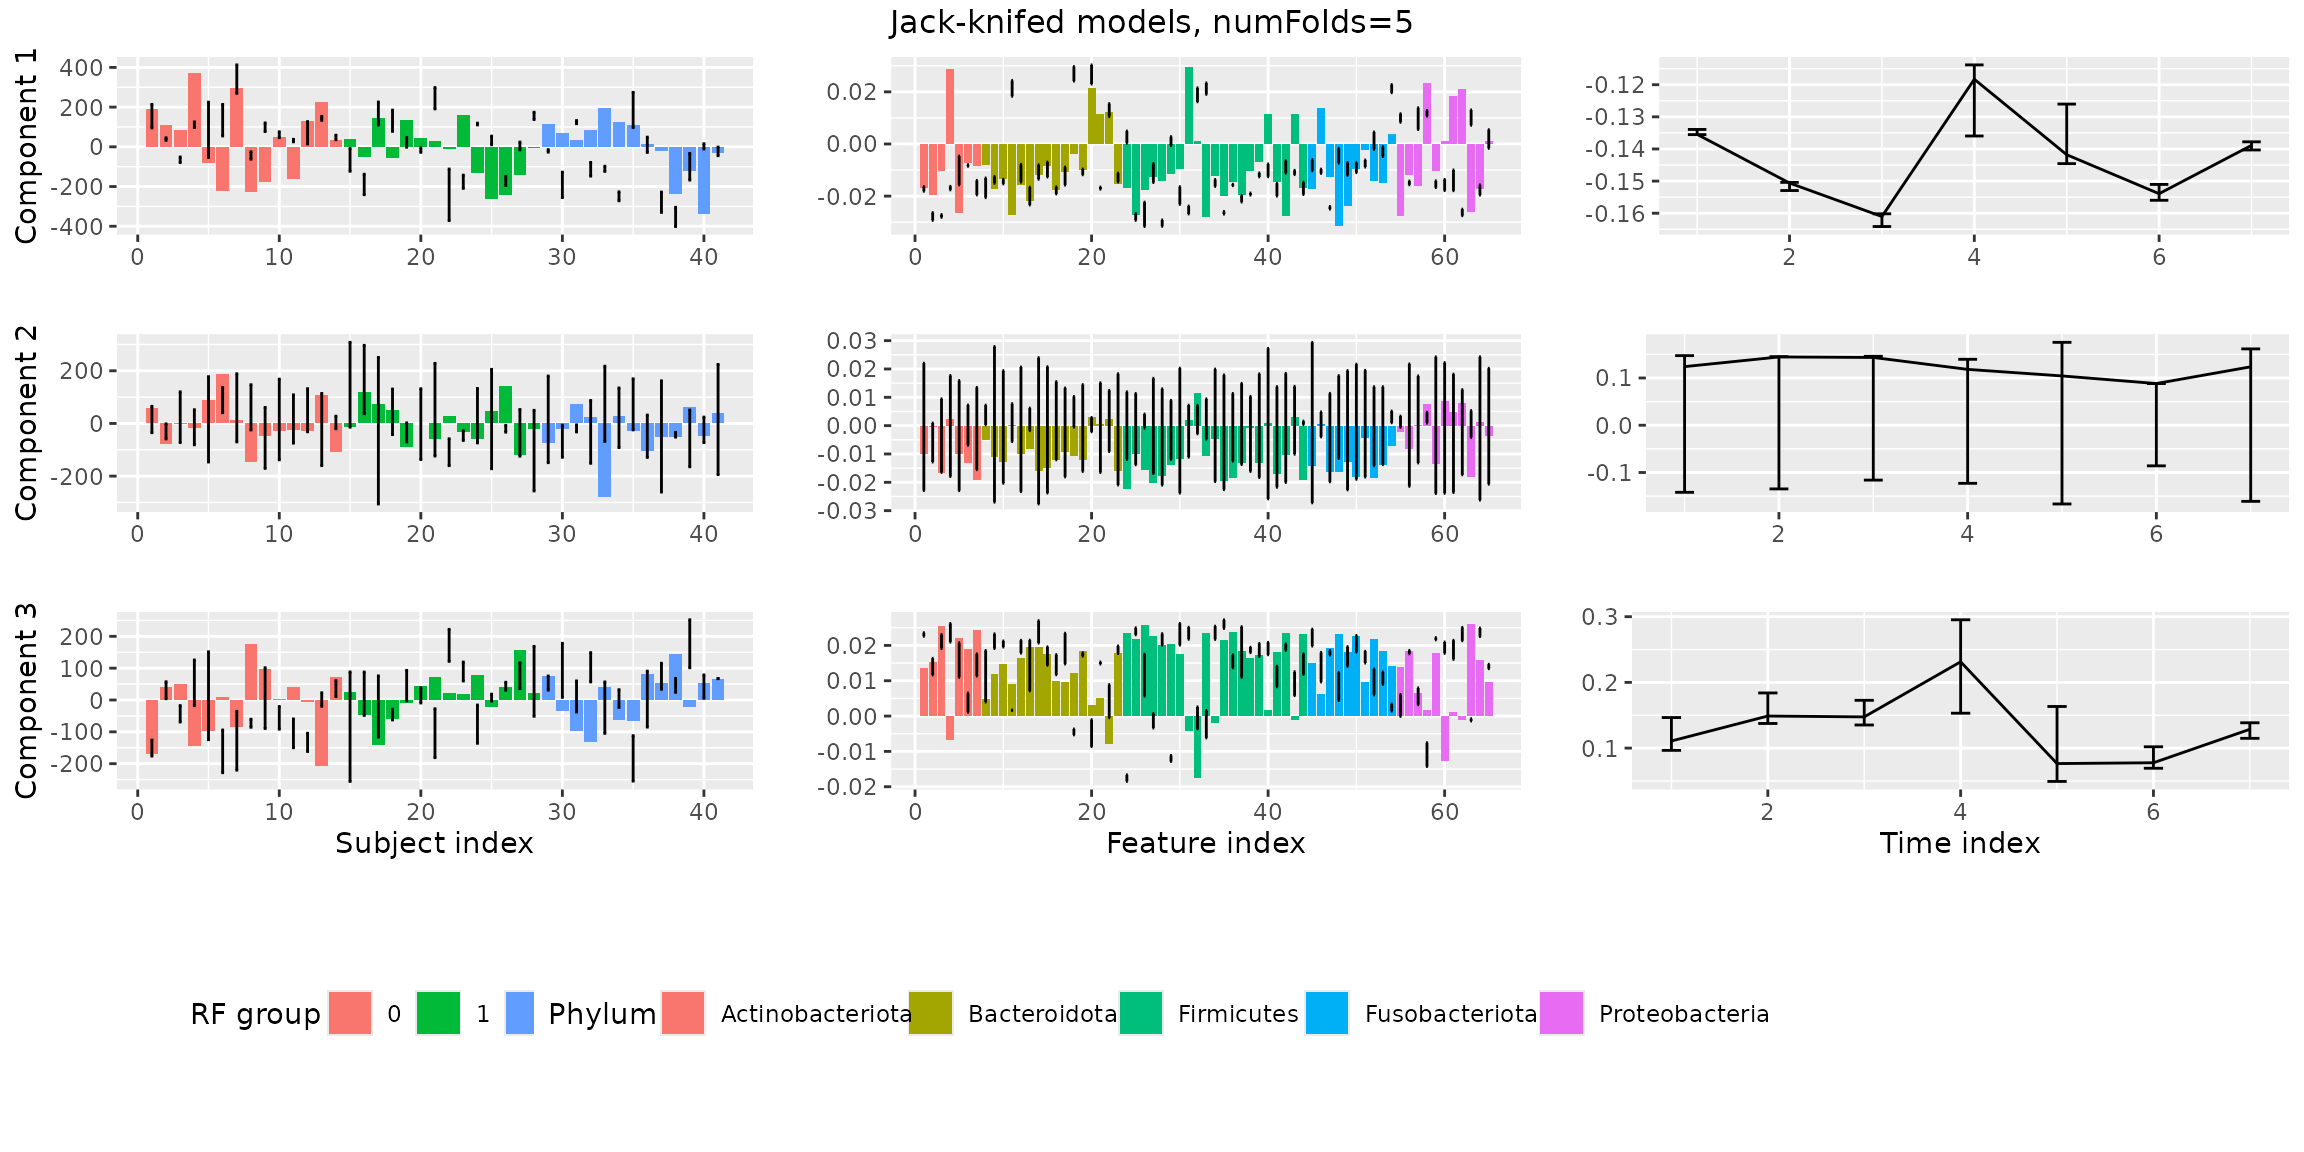 Jack-knifed models, numFolds=5
Component 1
400
200
0
-200
-400
0 10 20 30 40
0.02
0.00
-0.02
0 20 40 60
-0.12
-0.13
-0.14
-0.15
-0.16
2 4 6
Component 2
200
0
-200
0 10 20 30 40
0.03
0.02
0.01
0.00
-0.01
-0.02
-0.03
0 20 40 60
0.1
0.0
-0.1
2 4 6
Component 3
200
100
0
-100
-200
0 10 20 30 40
Subject index
0.02
0.01
0.00
-0.01
-0.02
0 20 40 60
Feature index
0.3
0.2
0.1
2 4 6
Time index
RF group 0 1 Phylum Actinobacteriota Bacteroidota Firmicutes Fusobacteriota Proteobacteria